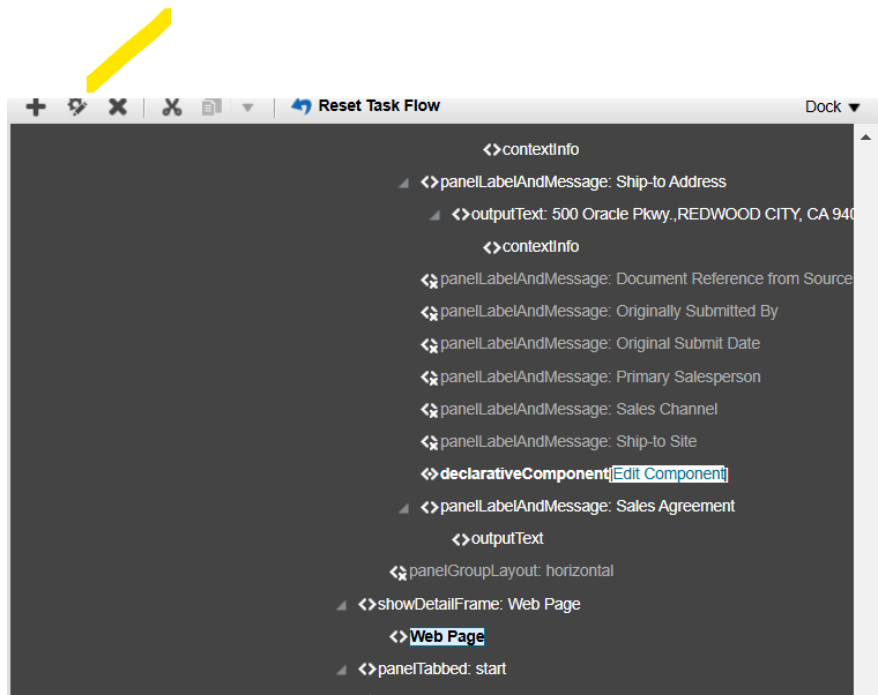 Reset Task Flow Dock
<>contextInfo
<>panelLabelAndMessage: Ship-to Address
<>outputText: 500 Oracle Pkwy.,REDWOOD CITY, CA 940
<>contextInfo
panelLabelAndMessage: Document Reference from Source
panelLabelAndMessage: Originally Submitted By
panelLabelAndMessage: Original Submit Date
panelLabelAndMessage: Primary Salesperson
panelLabelAndMessage: Sales Channel
panelLabelAndMessage: Ship-to Site
declarativeComponent[Edit Component]
<>panelLabelAndMessage: Sales Agreement
<>outputText
panelGroupLayout: horizontal
<>showDetailFrame: Web Page
<>Web Page
<>panelTabbed: start